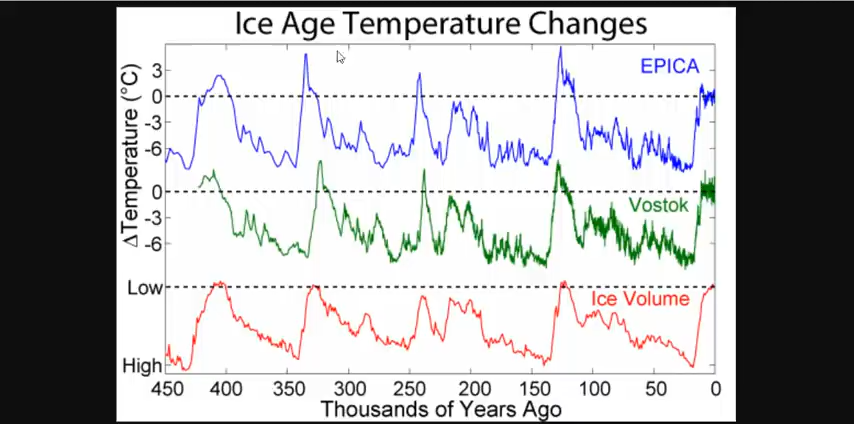 Ice Age Temperature Changes
EPICA
3
0
-3
-6
ΔTemperature (°C)
0
Vostok
-3
-6
Low
Ice Volume
High
450 400 350 300 250 200 150 100 50 0
Thousands of Years Ago